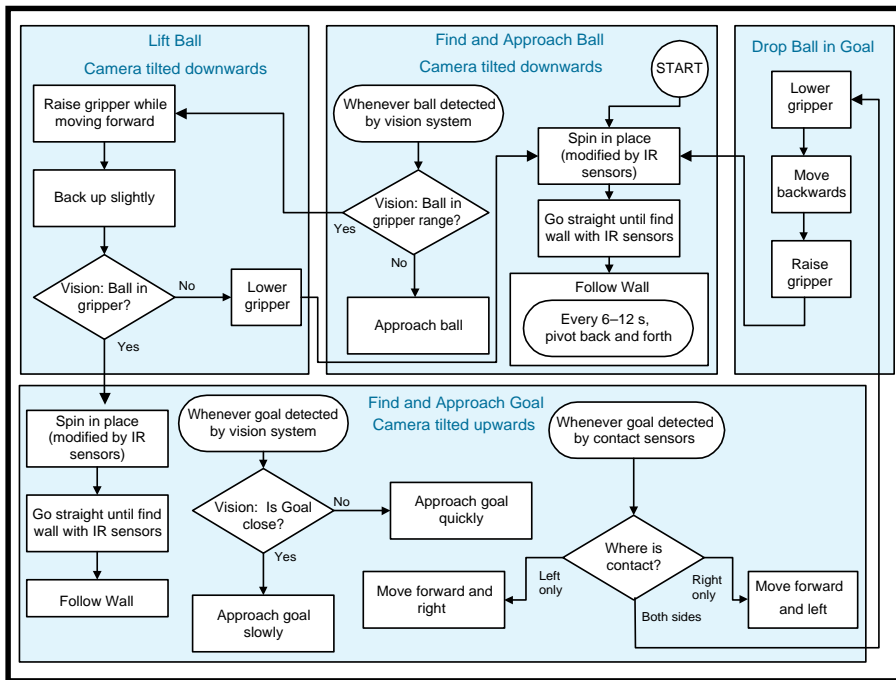 Lift Ball
Camera tilted downwards
Raise gripper while
moving forward
Back up slightly
Vision: Ball in
gripper?
No
Lower
gripper
Yes
Find and Approach Ball
Camera tilted downwards
START
Whenever ball detected
by vision system
Vision: Ball in
gripper range?
Yes
No
Approach ball
Spin in place
(modified by IR
sensors)
Go straight until find
wall with IR sensors
Follow Wall
Every 6–12 s,
pivot back and forth
Drop Ball in Goal
Lower
gripper
Move
backwards
Raise
gripper
Find and Approach Goal
Camera tilted upwards
Spin in place
(modified by IR
sensors)
Go straight until find
wall with IR sensors
Follow Wall
Whenever goal detected
by vision system
Vision: Is Goal
close?
No
Approach goal
quickly
Yes
Approach goal
slowly
Whenever goal detected
by contact sensors
Where is
contact?
Left
only
Move forward and
right
Right
only
Move forward
and left
Both sides